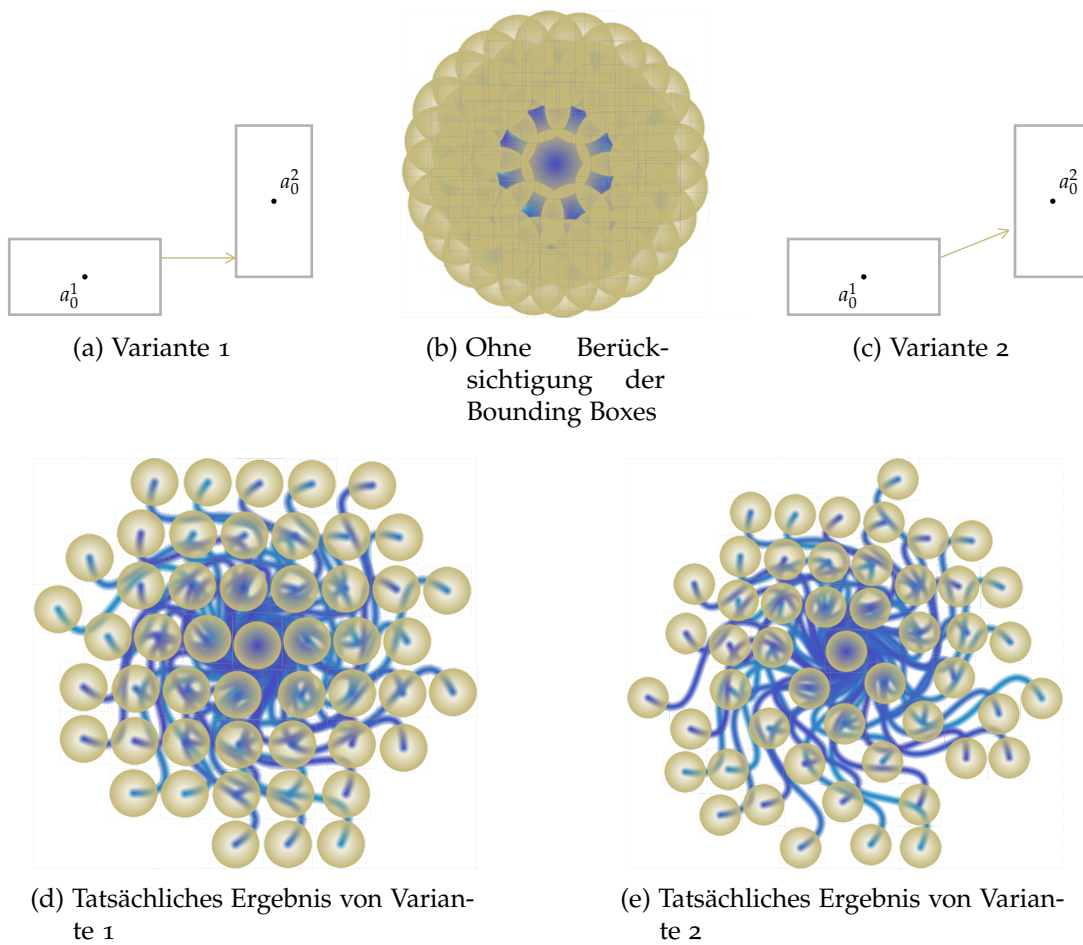 a_0^2
a_0^1
(a) Variante 1
(b) Ohne Berück-
sichtigung der
Bounding Boxes
a_0^2
a_0^1
(c) Variante 2
(d) Tatsächliches Ergebnis von Varian-
te 1
(e) Tatsächliches Ergebnis von Varian-
te 2